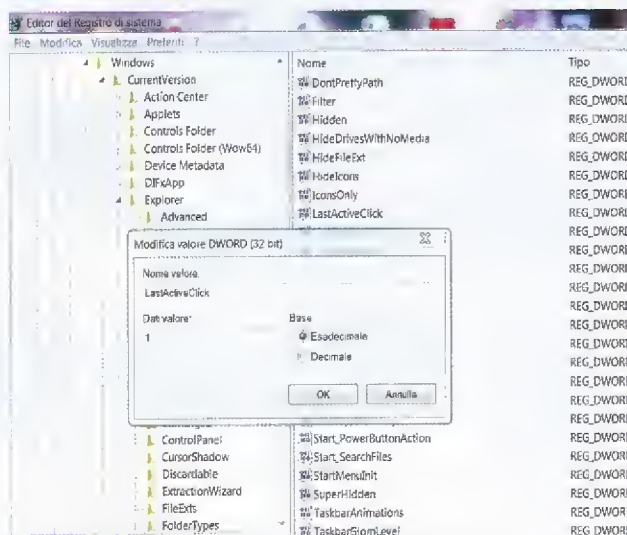 Editor del Registro di sistema
File Modifica Visualizza Preferiti ?
Windows
CurrentVersion
Action Center
Applets
Controls Folder
Controls Folder (Wow64)
Device Metadata
DIFxApp
Explorer
Advanced
Nome
Tipo
DontPrettyPath
REG_DWORD
Filter
REG_DWORD
Hidden
REG_DWORD
HideDrivesWithNoMedia
REG_DWORD
HideFileExt
REG_DWORD
HideIcons
REG_DWORD
IconsOnly
REG_DWORD
LastActiveClick
REG_DWORD
REG_DWORD
REG_DWORD
REG_DWORD
REG_DWORD
REG_DWORD
REG_DWORD
REG_DWORD
REG_DWORD
REG_DWORD
REG_DWORD
REG_DWORD
Modifica valore DWORD (32 bit)
Nome valore:
LastActiveClick
Dati valore:
1
Base
Esadecimale
Decimale
OK
Annulla
ControlPanel
CursorShadow
Discardable
ExtractionWizard
FileExts
FolderTypes
Start_PowerButtonAction
REG_DWORD
Start_SearchFiles
REG_DWORD
StartMenuInit
REG_DWORD
SuperHidden
REG_DWORD
TaskbarAnimations
REG_DWORD
TaskbarGlomLevel
REG_DWORD